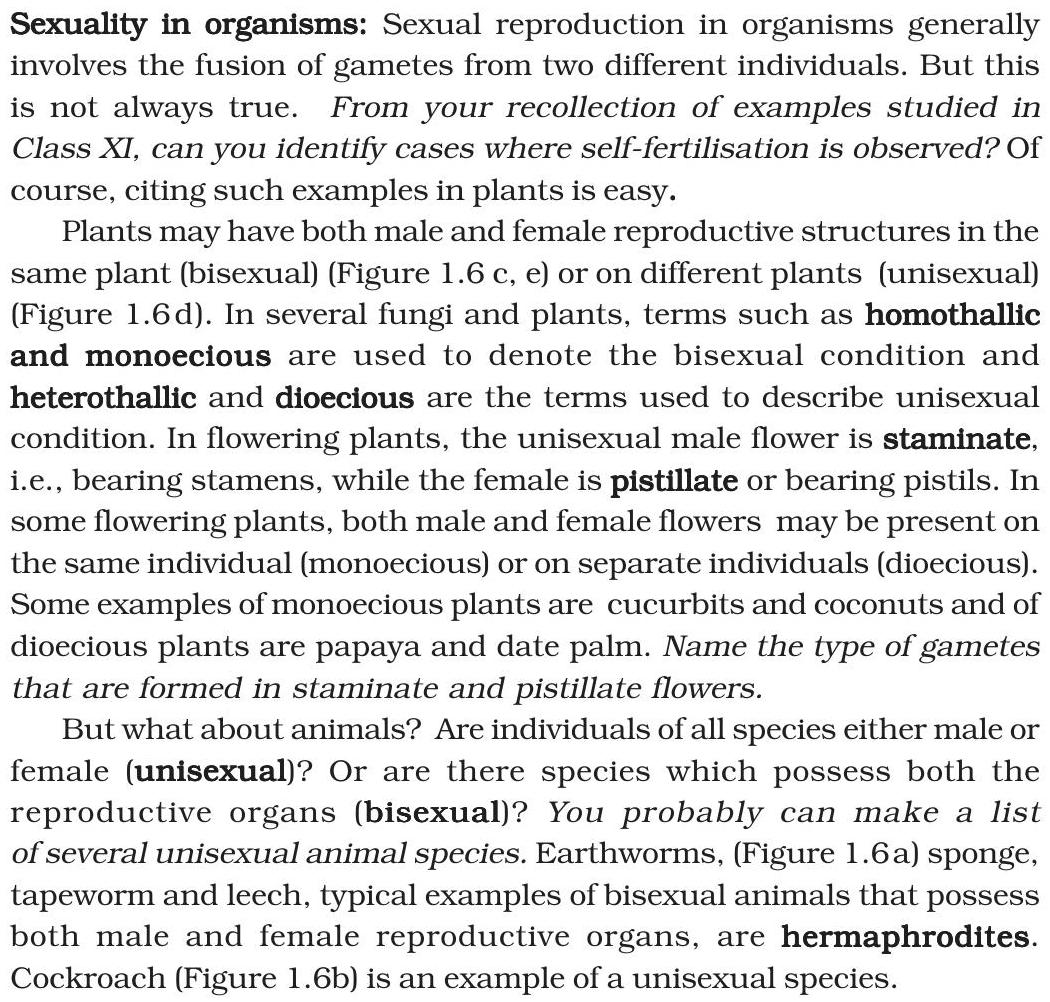 Sexuality in organisms: Sexual reproduction in organisms generally
involves the fusion of gametes from two different individuals. But this
is not always true. From your recollection of examples studied in
Class XI, can you identify cases where self-fertilisation is observed? Of
course, citing such examples in plants is easy.
Plants may have both male and female reproductive structures in the
same plant (bisexual) (Figure 1.6 c, e) or on different plants (unisexual)
(Figure 1.6 d). In several fungi and plants, terms such as homothallic
and monoecious are used to denote the bisexual condition and
heterothallic and dioecious are the terms used to describe unisexual
condition. In flowering plants, the unisexual male flower is staminate,
i.e., bearing stamens, while the female is pistillate or bearing pistils. In
some flowering plants, both male and female flowers may be present on
the same individual (monoecious) or on separate individuals (dioecious).
Some examples of monoecious plants are cucurbits and coconuts and of
dioecious plants are papaya and date palm. Name the type of gametes
that are formed in staminate and pistillate flowers.
But what about animals? Are individuals of all species either male or
female (unisexual)? Or are there species which possess both the
reproductive organs (bisexual)? You probably can make a list
of several unisexual animal species. Earthworms, (Figure 1.6a) sponge,
tapeworm and leech, typical examples of bisexual animals that possess
both male and female reproductive organs, are hermaphrodites.
Cockroach (Figure 1.6b) is an example of a unisexual species.